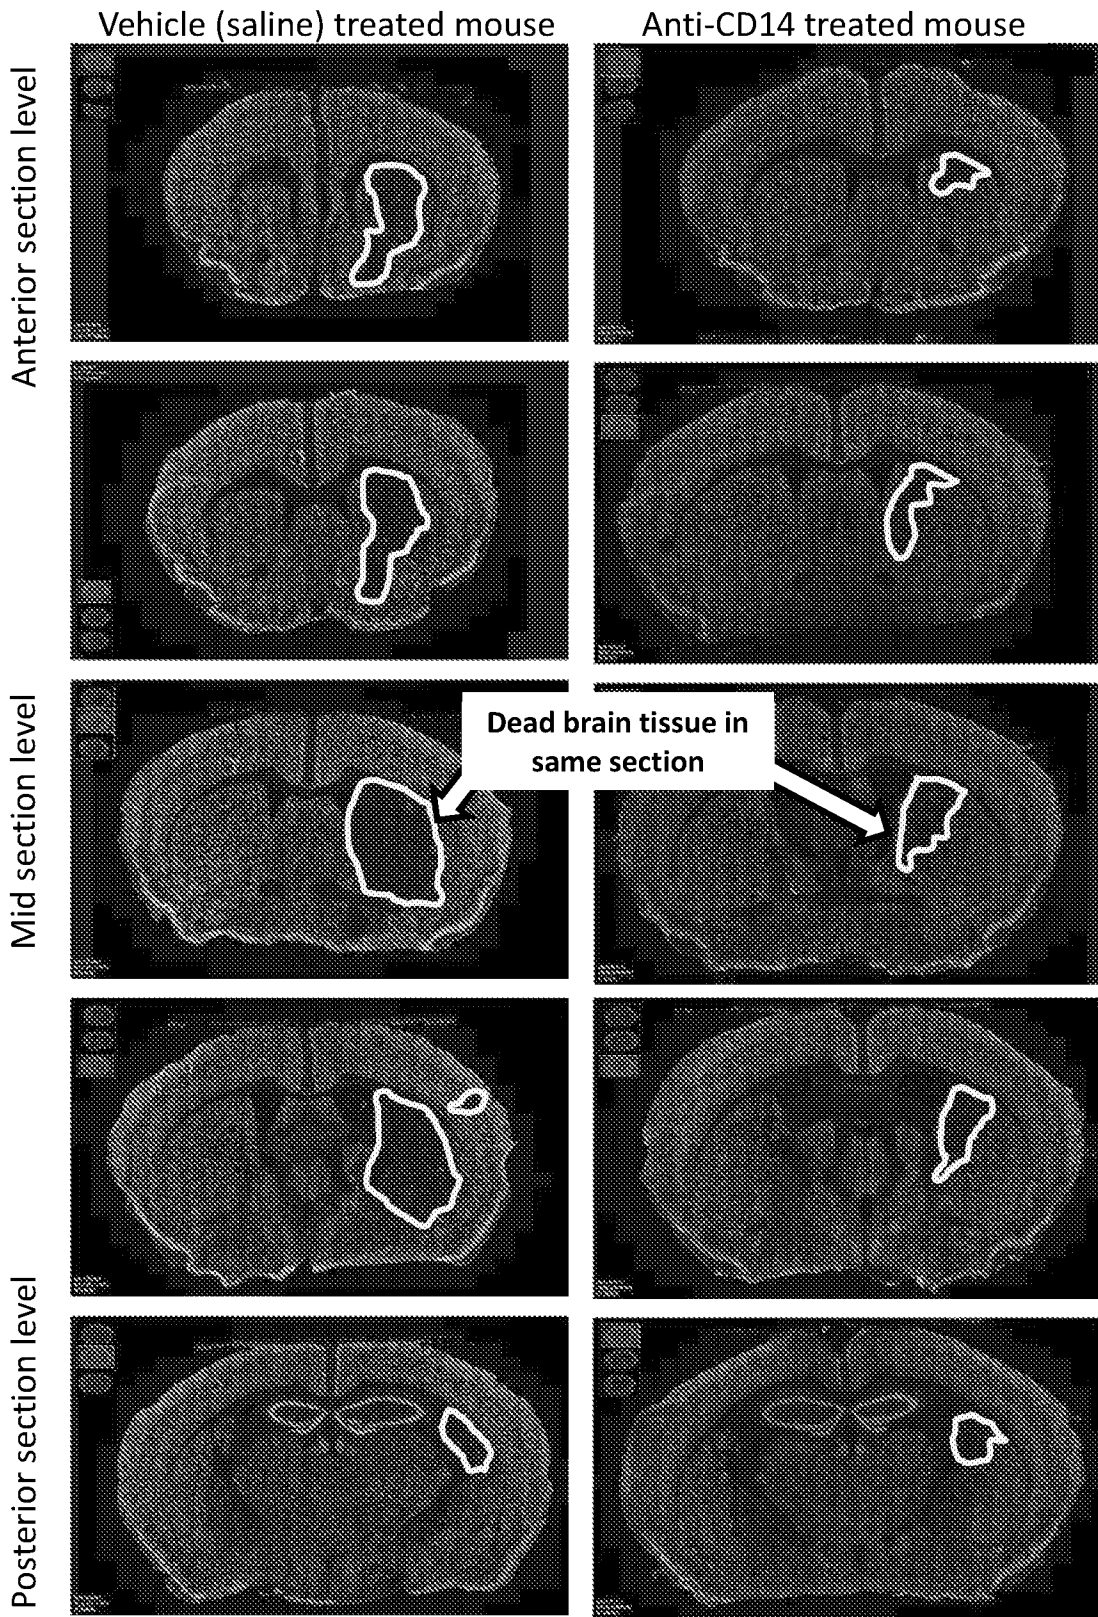 Vehicle (saline) treated mouse
Anti-CD14 treated mouse
Anterior section level
Mid section level
Dead brain tissue in
same section
Posterior section level